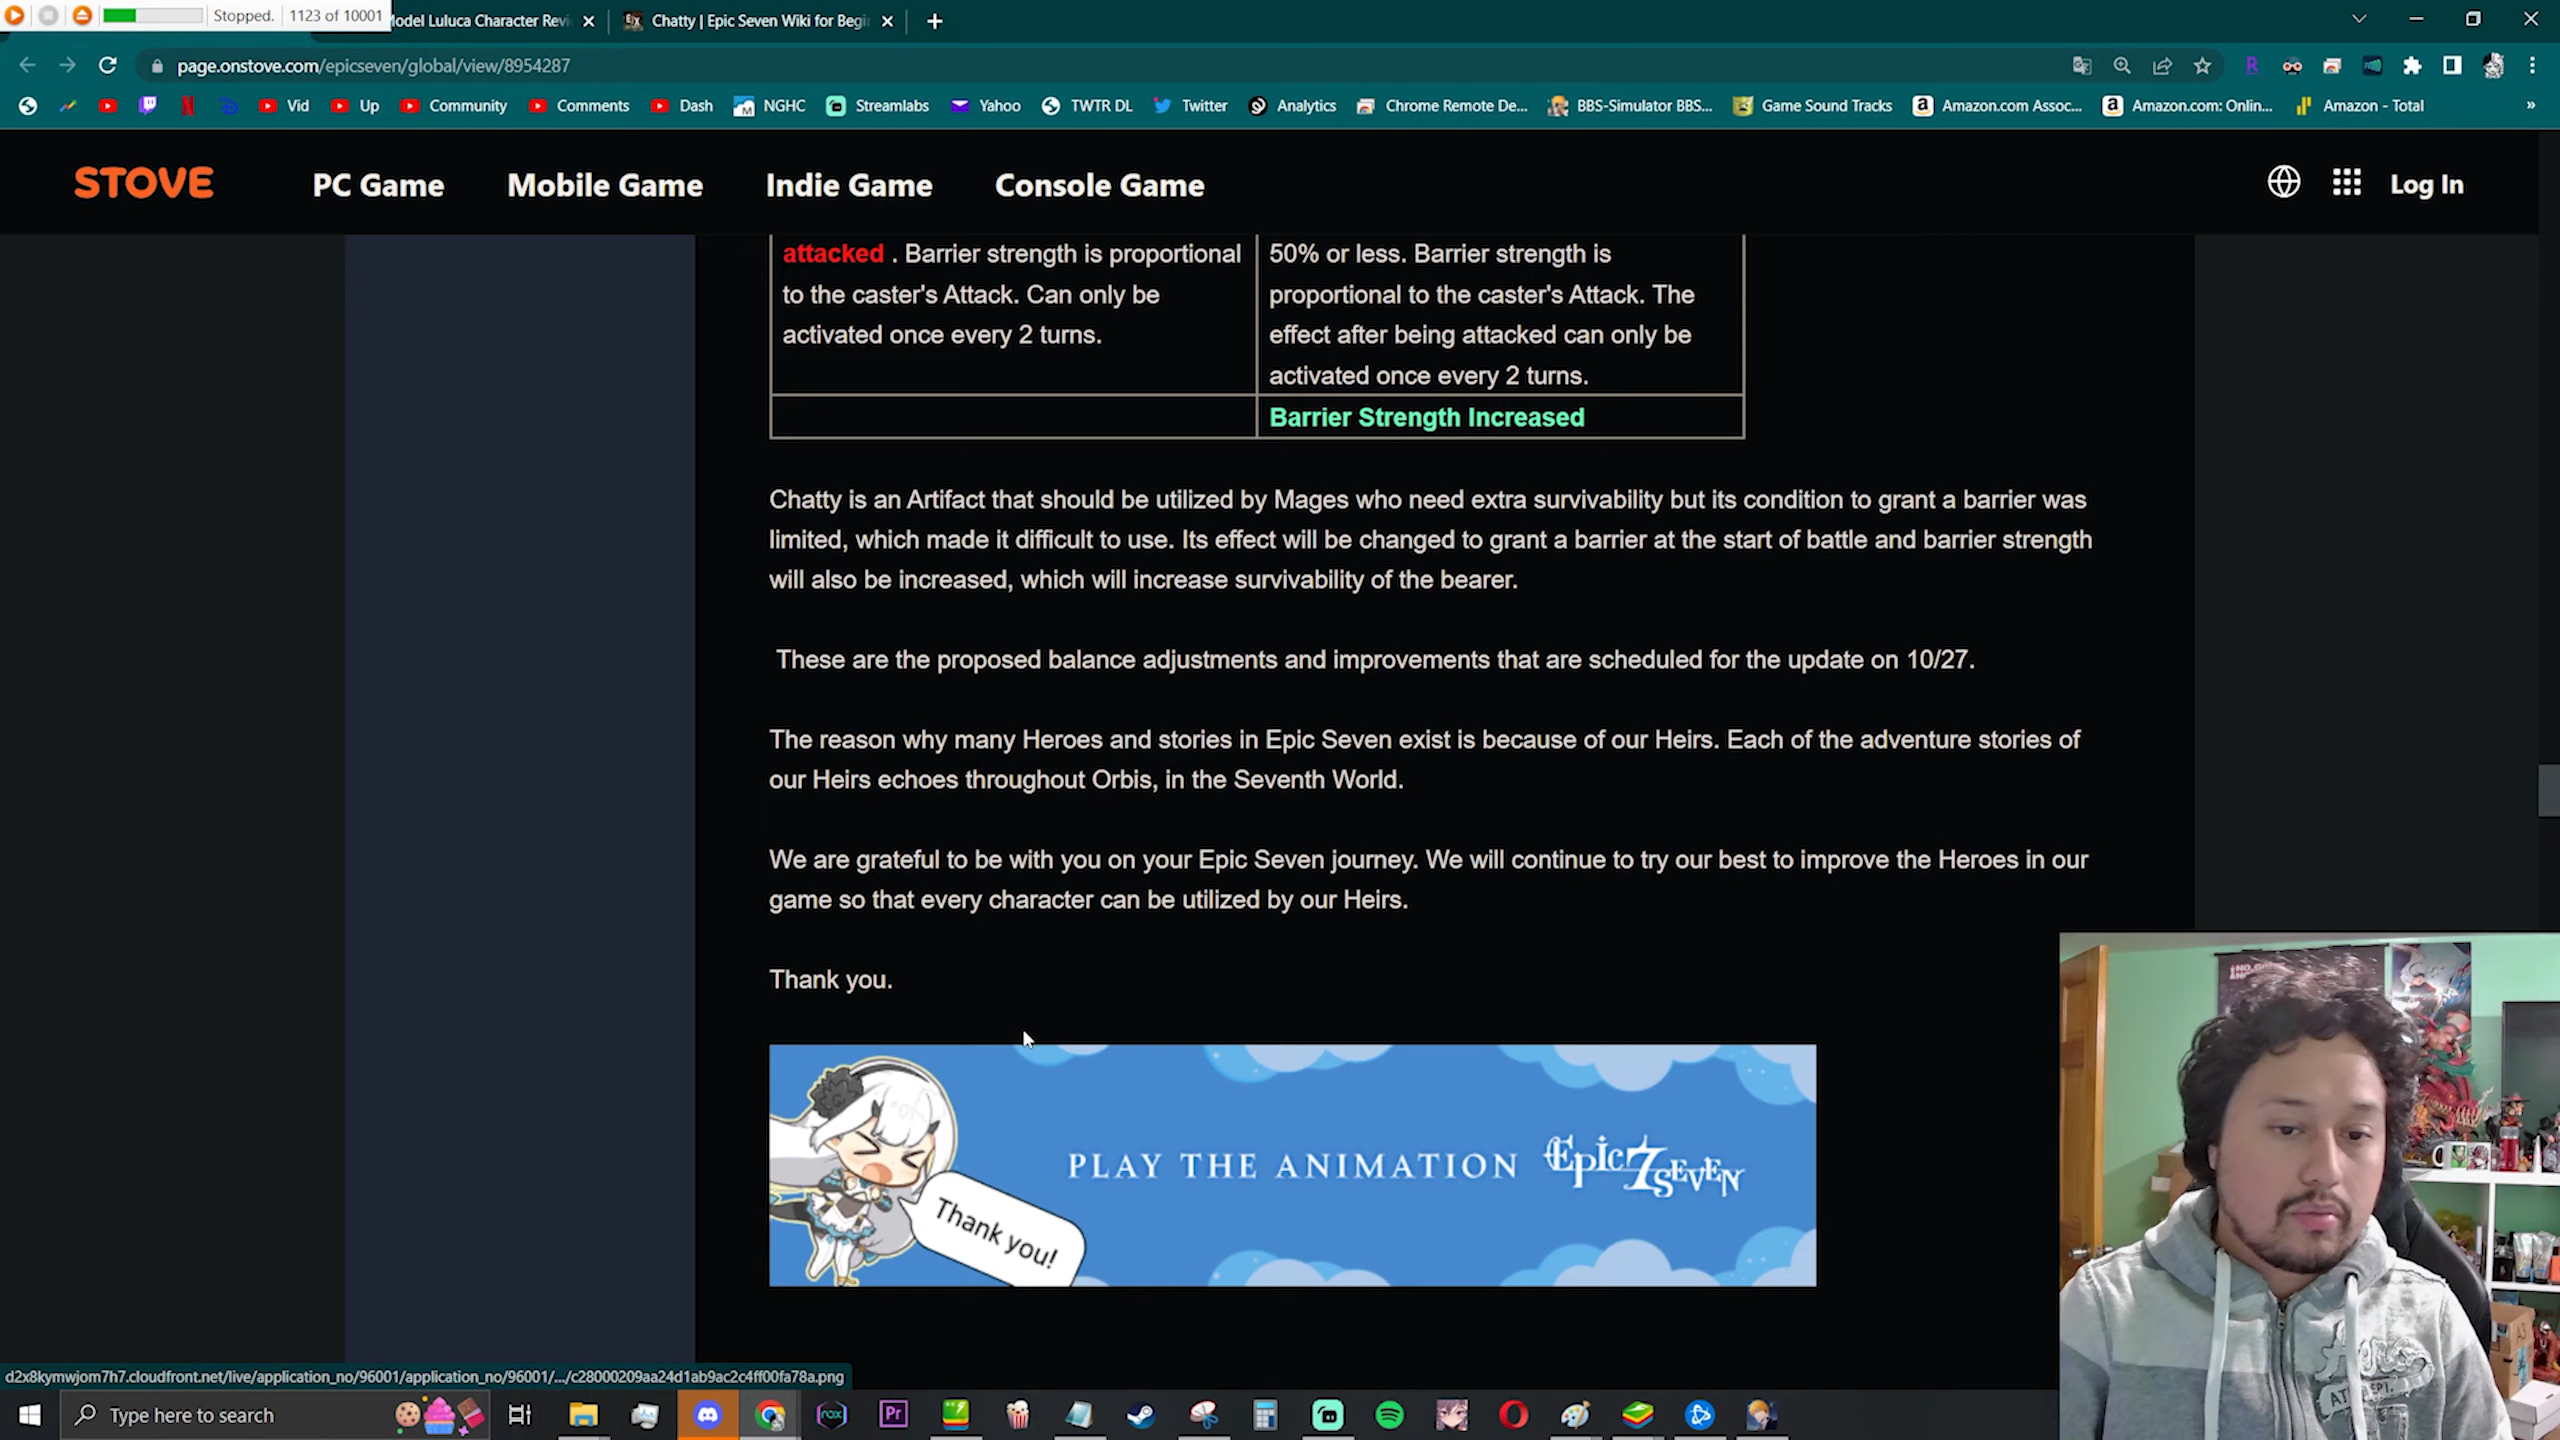 Stopped. 1123 of 10001
odel Luluca Character Revi
Chatty | Epic Seven Wiki for Begi
page.onstove.com/epicseven/global/view/8954287
Vid
Up
Community
Comments
Dash
NGHC
Streamlabs
Yahoo
TWTR DL
Twitter
Analytics
Chrome Remote De...
BBS-Simulator BBS...
Game Sound Tracks
Amazon.com Assoc...
Amazon.com: Onlin...
Amazon - Total
STOVE
PC Game
Mobile Game
Indie Game
Console Game
Log In
attacked . Barrier strength is proportional
to the caster's Attack. Can only be
activated once every 2 turns.
50% or less. Barrier strength is
proportional to the caster's Attack. The
effect after being attacked can only be
activated once every 2 turns.
Barrier Strength Increased
Chatty is an Artifact that should be utilized by Mages who need extra survivability but its condition to grant a barrier was
limited, which made it difficult to use. Its effect will be changed to grant a barrier at the start of battle and barrier strength
will also be increased, which will increase survivability of the bearer.
These are the proposed balance adjustments and improvements that are scheduled for the update on 10/27.
The reason why many Heroes and stories in Epic Seven exist is because of our Heirs. Each of the adventure stories of
our Heirs echoes throughout Orbis, in the Seventh World.
We are grateful to be with you on your Epic Seven journey. We will continue to try our best to improve the Heroes in our
game so that every character can be utilized by our Heirs.
Thank you.
Thank you!
PLAY THE ANIMATION
Epic 7 SEVEN
d2x8kymwjom7h7.cloudfront.net/live/application_no/96001/application_no/96001/.../c28000209aa24d1ab9ac2c4ff00fa78a.png
Type here to search
nox
Pr